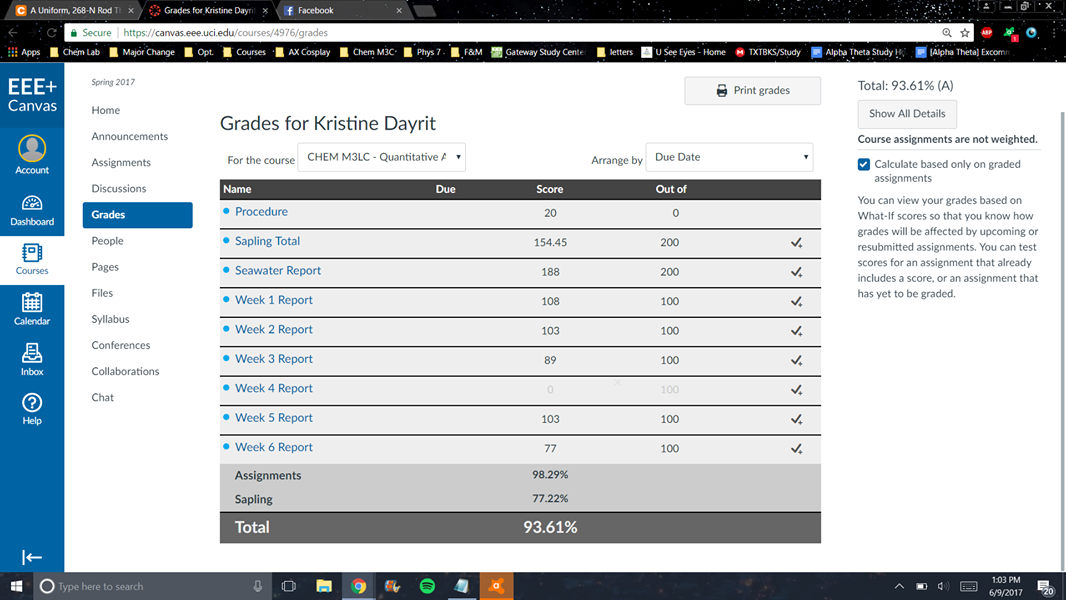 A Uniform, 268-N Rod Th
Grades for Kristine Dayrit
Facebook
Secure | https://canvas.eee.uci.edu/courses/4976/grades
Apps Chem Lab Major Change Opt. Courses AX Cosplay Chem M3C Phys 7 F&M Gateway Study Cente letters U See Eyes - Home TXTBKS/Study Alpha Theta Study Ho [Alpha Theta] Excomm
EEE+
Canvas
Account
Dashboard
Courses
Calendar
Inbox
Help
Spring 2017
Home
Announcements
Assignments
Discussions
Grades
People
Pages
Files
Syllabus
Conferences
Collaborations
Chat
Print grades
Grades for Kristine Dayrit
For the course CHEM M3LC - Quantitative A Arrange by Due Date
Name Due Score Out of
Procedure 20 0
Sapling Total 154.45 200
Seawater Report 188 200
Week 1 Report 108 100
Week 2 Report 103 100
Week 3 Report 89 100
Week 4 Report 0 100
Week 5 Report 103 100
Week 6 Report 77 100
Assignments 98.29%
Sapling 77.22%
Total 93.61%
Total: 93.61% (A)
Show All Details
Course assignments are not weighted.
Calculate based only on graded
assignments
You can view your grades based on
What-If scores so that you know how
grades will be affected by upcoming or
resubmitted assignments. You can test
scores for an assignment that already
includes a score, or an assignment that
has yet to be graded.
Type here to search
1:03 PM
6/9/2017
20